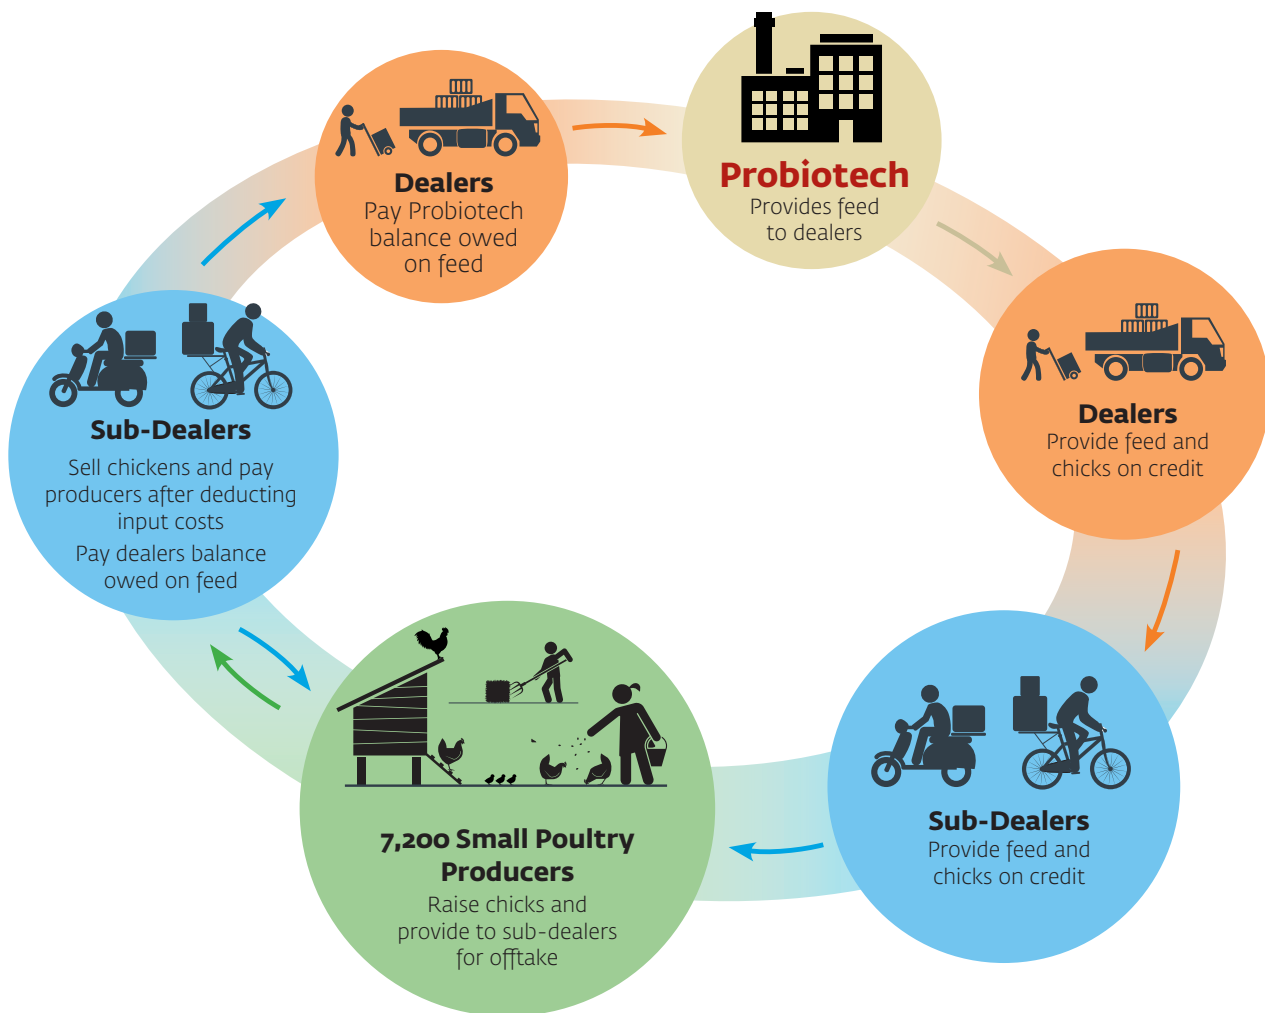 Probiotech
Provides feed
to dealers
Dealers
Provide feed and
chicks on credit
Sub-Dealers
Provide feed and
chicks on credit
7,200 Small Poultry
Producers
Raise chicks and
provide to sub-dealers
for offtake
Sub-Dealers
Sell chickens and pay
producers after deducting
input costs
Pay dealers balance
owed on feed
Dealers
Pay Probiotech
balance owed
on feed